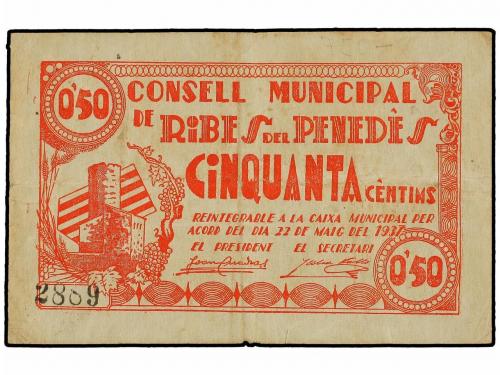 0'50
CONSELL MUNICIPAL
DE RIBES DEL PENEDÈS
CINQUANTA CÈNTIMS
REINTEGRABLE A LA CAIXA MUNICIPAL PER
ACORD DEL DIA 22 DE MAIG DEL 1937
EL PRESIDENT EL SECRETARI
2889
0'50